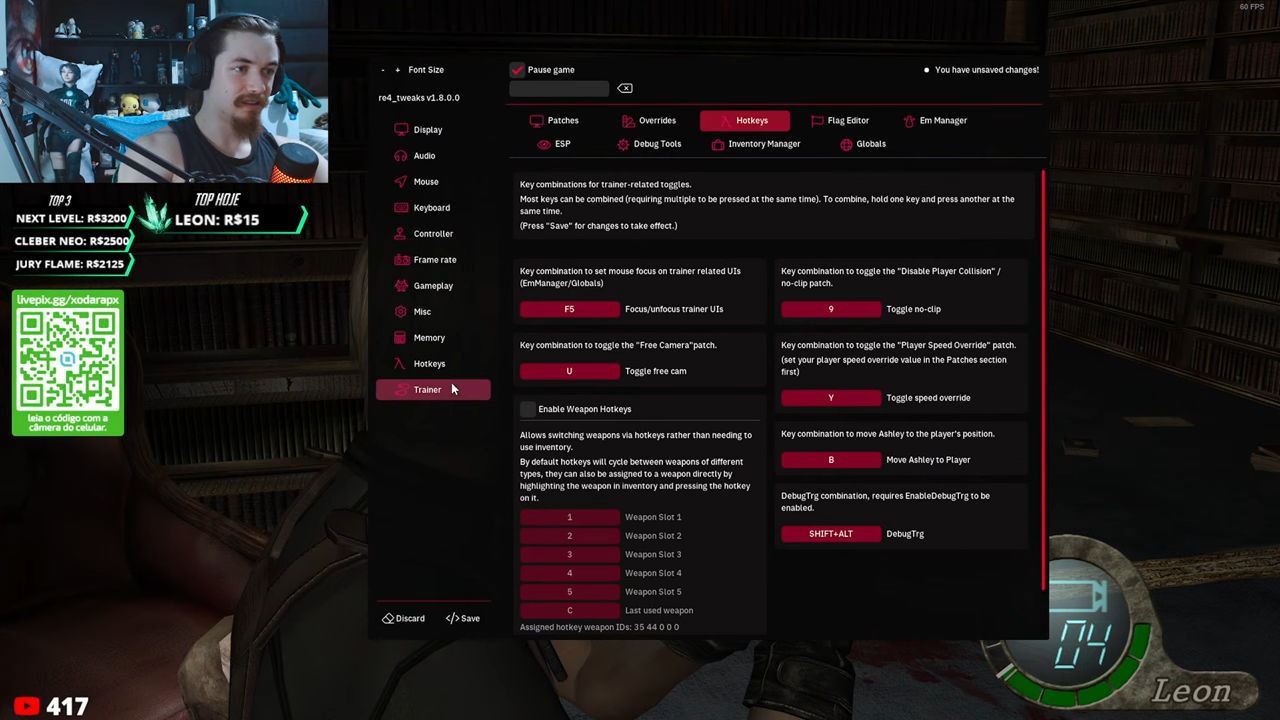 60 FPS
- + Font Size
re4_tweaks v1.8.0.0
Display
Audio
Mouse
Keyboard
Controller
Frame rate
Gameplay
Misc
Memory
Hotkeys
Trainer
Discard
Save
Pause game
You have unsaved changes!
Patches
Overrides
Hotkeys
Flag Editor
Em Manager
ESP
Debug Tools
Inventory Manager
Globals
Key combinations for trainer-related toggles.
Most keys can be combined (requiring multiple to be pressed at the same time). To combine, hold one key and press another at the
same time.
(Press "Save" for changes to take effect.)
Key combination to set mouse focus on trainer related UIs
(EmManager/Globals)
F5 Focus/unfocus trainer UIs
Key combination to toggle the "Free Camera"patch.
U Toggle free cam
Enable Weapon Hotkeys
Allows switching weapons via hotkeys rather than needing to
use inventory.
By default hotkeys will cycle between weapons of different
types, they can also be assigned to a weapon directly by
highlighting the weapon in inventory and pressing the hotkey
on it.
1 Weapon Slot 1
2 Weapon Slot 2
3 Weapon Slot 3
4 Weapon Slot 4
5 Weapon Slot 5
C Last used weapon
Assigned hotkey weapon IDs: 35 44 0 0 0
Key combination to toggle the "Disable Player Collision" /
no-clip patch.
9 Toggle no-clip
Key combination to toggle the "Player Speed Override" patch.
(set your player speed override value in the Patches section
first)
Y Toggle speed override
Key combination to move Ashley to the player's position.
B Move Ashley to Player
DebugTrg combination, requires EnableDebugTrg to be
enabled.
SHIFT+ALT DebugTrg
TOP 3
NEXT LEVEL: R$3200
CLEBER NEO: R$2500
JURY FLAME: R$2125
TOP HOJE
LEON: R$15
livepix.gg/xodarapx
leia o código com a
câmera do celular.
417
04
Leon